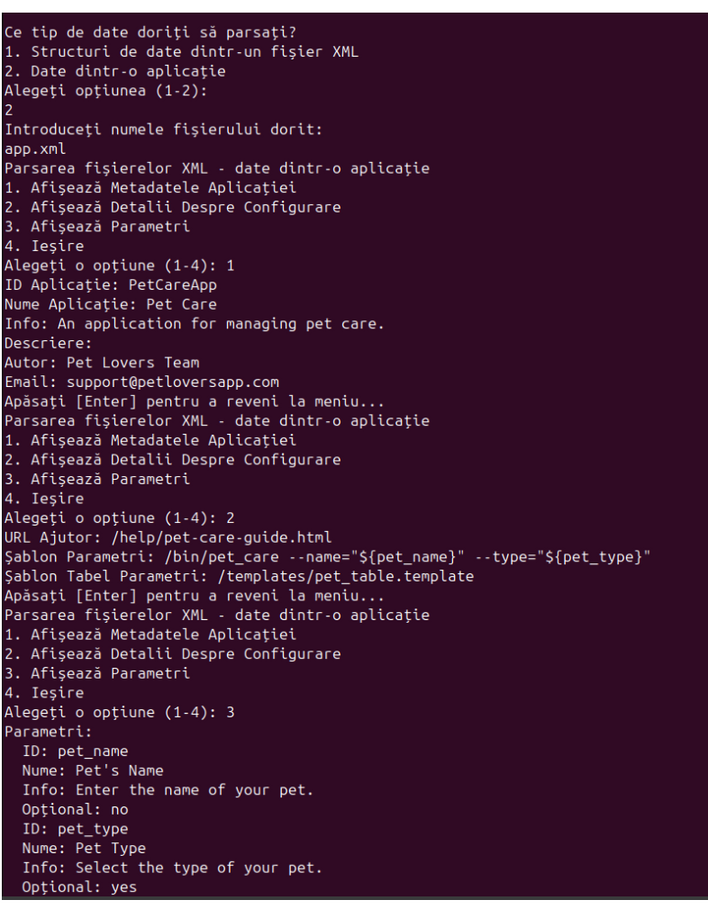 Ce tip de date doriți să parsați?
1. Structuri de date dintr-un fișier XML
2. Date dintr-o aplicație
Alegeți opțiunea (1-2):
2
Introduceți numele fișierului dorit:
app.xml
Parsarea fișierelor XML - date dintr-o aplicație
1. Afișează Metadatele Aplicației
2. Afișează Detalii Despre Configurare
3. Afișează Parametri
4. Ieșire
Alegeți o opțiune (1-4): 1
ID Aplicație: PetCareApp
Nume Aplicație: Pet Care
Info: An application for managing pet care.
Descriere:
Autor: Pet Lovers Team
Email: support@petloversapp.com
Apăsați [Enter] pentru a reveni la meniu...
Parsarea fișierelor XML - date dintr-o aplicație
1. Afișează Metadatele Aplicației
2. Afișează Detalii Despre Configurare
3. Afișează Parametri
4. Ieșire
Alegeți o opțiune (1-4): 2
URL Ajutor: /help/pet-care-guide.html
Șablon Parametri: /bin/pet_care --name="${pet_name}" --type="${pet_type}"
Șablon Tabel Parametri: /templates/pet_table.template
Apăsați [Enter] pentru a reveni la meniu...
Parsarea fișierelor XML - date dintr-o aplicație
1. Afișează Metadatele Aplicației
2. Afișează Detalii Despre Configurare
3. Afișează Parametri
4. Ieșire
Alegeți o opțiune (1-4): 3
Parametri:
  ID: pet_name
  Nume: Pet's Name
  Info: Enter the name of your pet.
  Opțional: no
  ID: pet_type
  Nume: Pet Type
  Info: Select the type of your pet.
  Opțional: yes